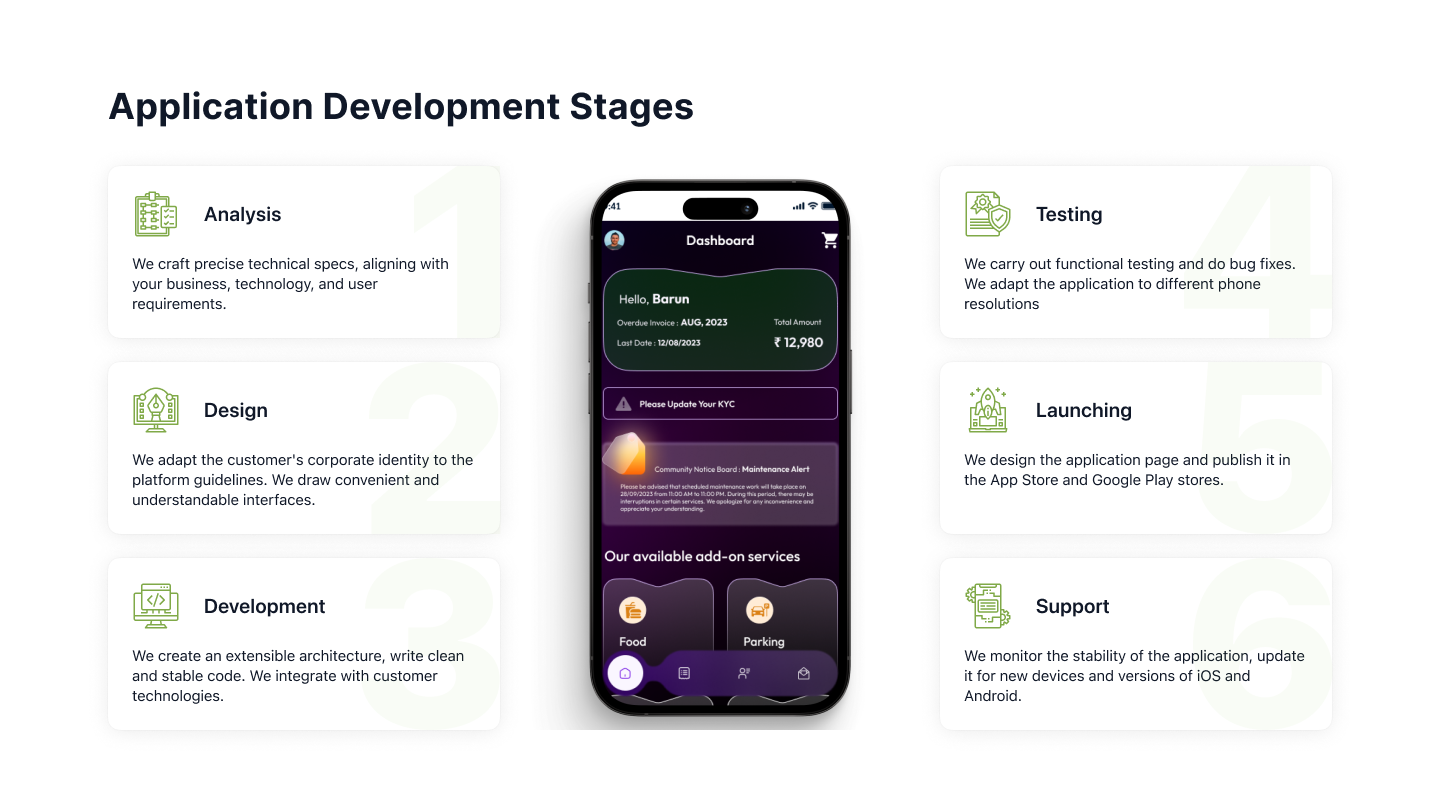 Application Development Stages
1
Analysis
We craft precise technical specs, aligning with
your business, technology, and user
requirements.
2
Design
We adapt the customer's corporate identity to the
platform guidelines. We draw convenient and
understandable interfaces.
3
Development
We create an extensible architecture, write clean
and stable code. We integrate with customer
technologies.
:41
Dashboard
Hello, Barun
Overdue Invoice : AUG, 2023
Total Amount
Last Date : 12/08/2023
₹ 12,980
Please Update Your KYC
Community Notice Board : Maintenance Alert
Please be advised that scheduled maintenance work will take place on
28/09/2023 from 11:00 AM to 11:00 PM. During this period, there may be
interruptions in certain services. We apologize for any inconvenience and
appreciate your understanding.
Our available add-on services
Food
Parking
4
Testing
We carry out functional testing and do bug fixes.
We adapt the application to different phone
resolutions
5
Launching
We design the application page and publish it in
the App Store and Google Play stores.
6
Support
We monitor the stability of the application, update
it for new devices and versions of iOS and
Android.